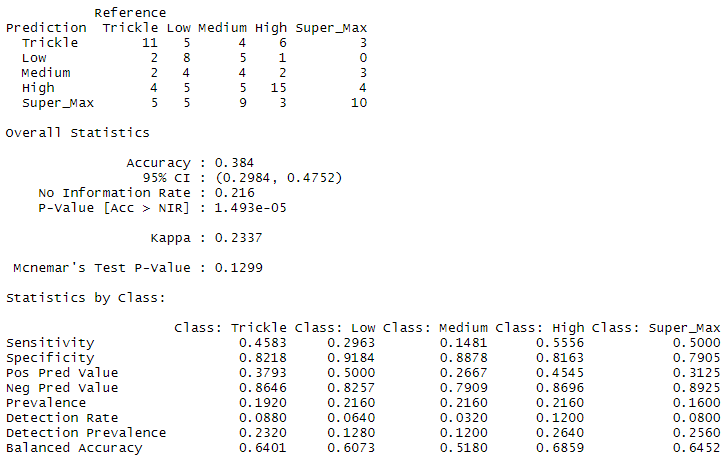 Reference
Prediction Trickle Low Medium High Super_Max
Trickle 11 5 4 6 3
Low 2 8 5 1 0
Medium 2 4 4 2 3
High 4 5 5 15 4
Super_Max 5 5 9 3 10
Overall Statistics
Accuracy : 0.384
95% CI : (0.2984, 0.4752)
No Information Rate : 0.216
P-Value [Acc > NIR] : 1.493e-05
Kappa : 0.2337
Mcnemar's Test P-Value : 0.1299
Statistics by Class:
Class: Trickle Class: Low Class: Medium Class: High Class: Super_Max
Sensitivity 0.4583 0.2963 0.1481 0.5556 0.5000
Specificity 0.8218 0.9184 0.8878 0.8163 0.7905
Pos Pred Value 0.3793 0.5000 0.2667 0.4545 0.3125
Neg Pred Value 0.8646 0.8257 0.7909 0.8696 0.8925
Prevalence 0.1920 0.2160 0.2160 0.2160 0.1600
Detection Rate 0.0880 0.0640 0.0320 0.1200 0.0800
Detection Prevalence 0.2320 0.1280 0.1200 0.2640 0.2560
Balanced Accuracy 0.6401 0.6073 0.5180 0.6859 0.6452